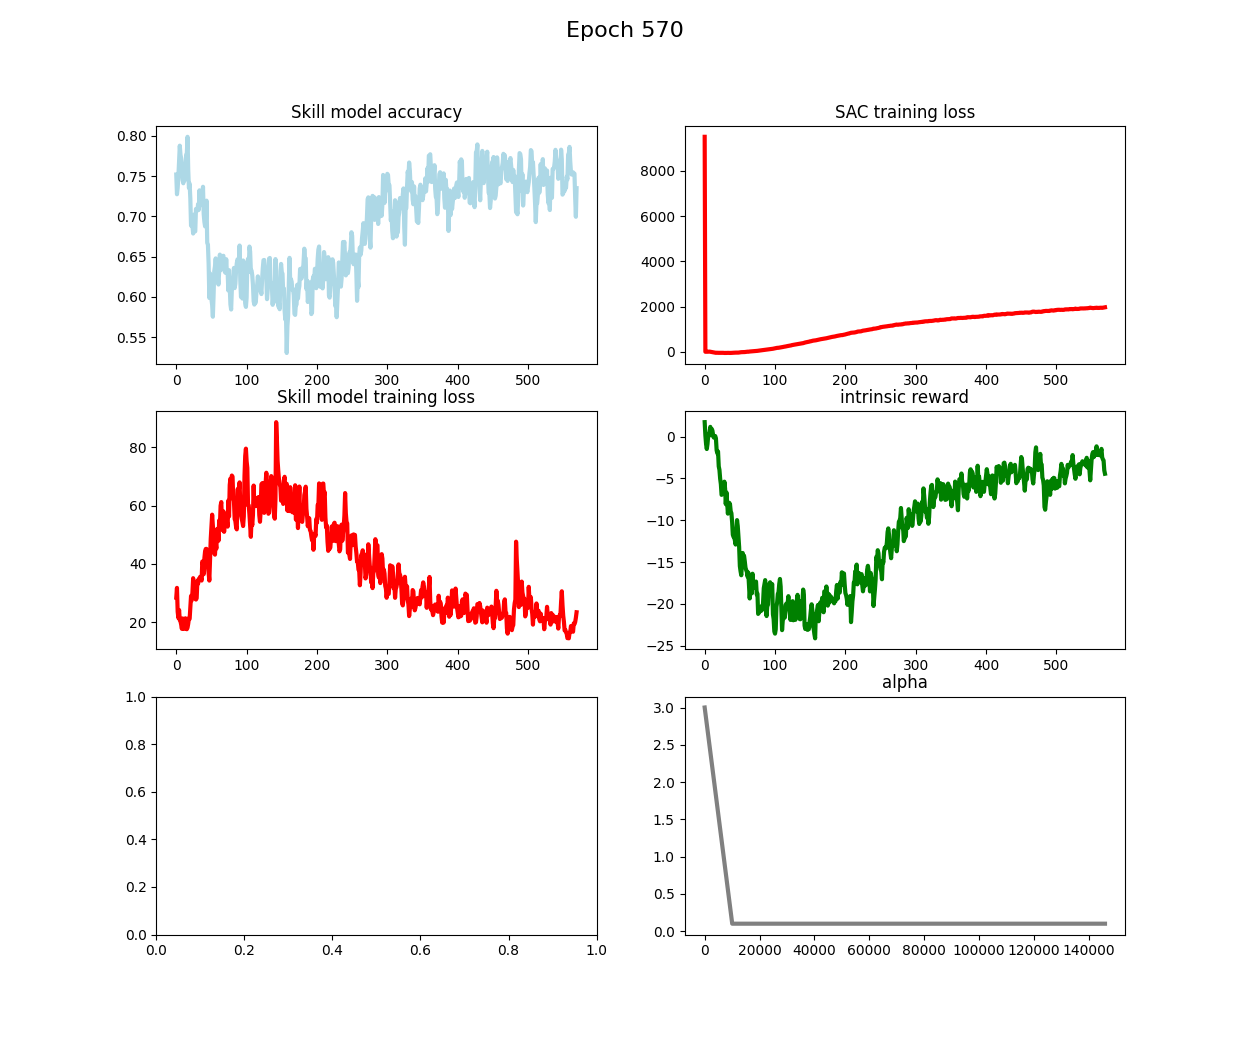 Epoch 570
Skill model accuracy
0.80
0.75
0.70
0.65
0.60
0.55
0 100 200 300 400 500
SAC training loss
8000
6000
4000
2000
0
0 100 200 300 400 500
Skill model training loss
80
60
40
20
0 100 200 300 400 500
intrinsic reward
0
−5
−10
−15
−20
−25
0 100 200 300 400 500
1.0
0.8
0.6
0.4
0.2
0.0
0.0 0.2 0.4 0.6 0.8 1.0
alpha
3.0
2.5
2.0
1.5
1.0
0.5
0.0
0 20000 40000 60000 80000 100000 120000 140000